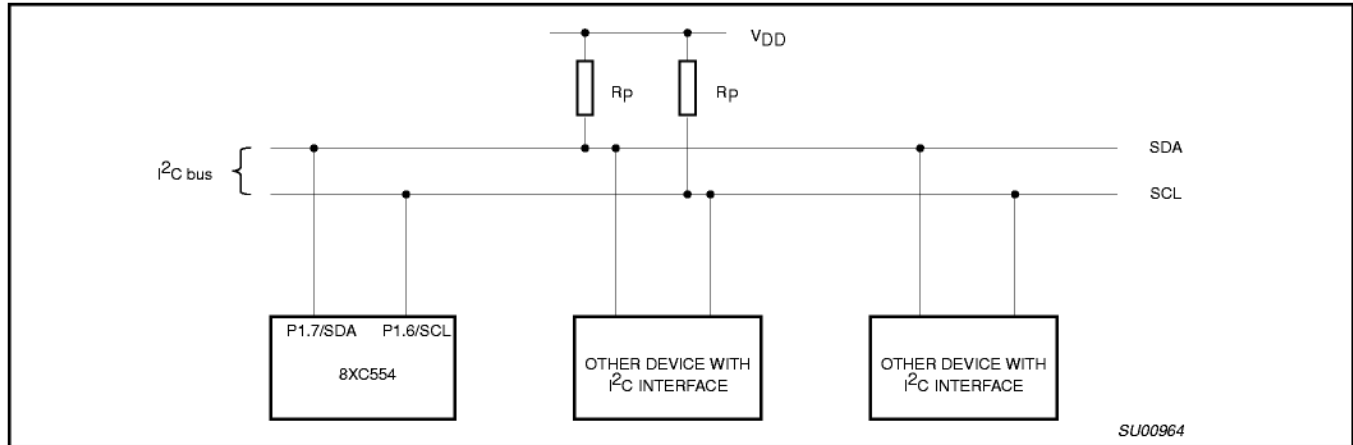 VDD
RP RP
SDA
I²C bus
SCL
P1.7/SDA P1.6/SCL
8XC554
OTHER DEVICE WITH
I²C INTERFACE
OTHER DEVICE WITH
I²C INTERFACE
SU00964